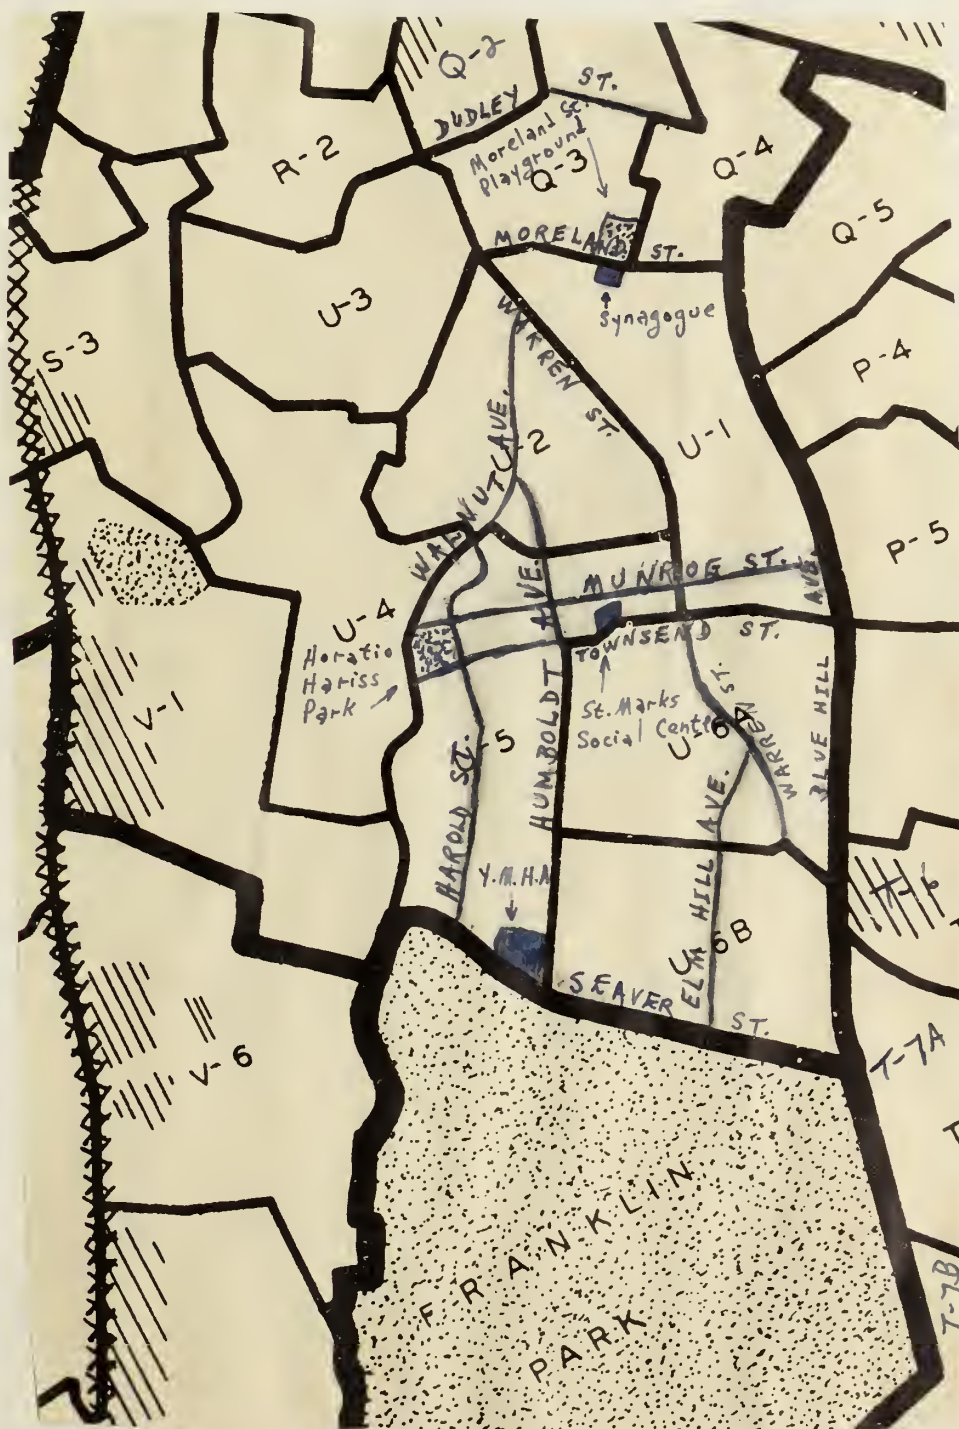 Q-2
ST.
DUDLEY
R-2
Moreland St.
Playground
Q-3
Q-4
Q-5
MORELAND. ST.
Synagogue
U-3
S-3
WARREN ST.
P-4
WALNUT AVE.
U-1
-2
P-5
MUNROE ST.
AVE.
U-4
HUMBOLDT AVE.
TOWNSEND ST.
Horatio
Hariss
Park
St. Marks
Social Center
V-1
U-6A
WARREN ST.
BLUE HILL
-5
HAROLD ST.
ELM HILL AVE.
Y.M.H.A
U 6B
SEAVER ST.
V-6
T-7A
FRANKLIN
PARK
T-7B